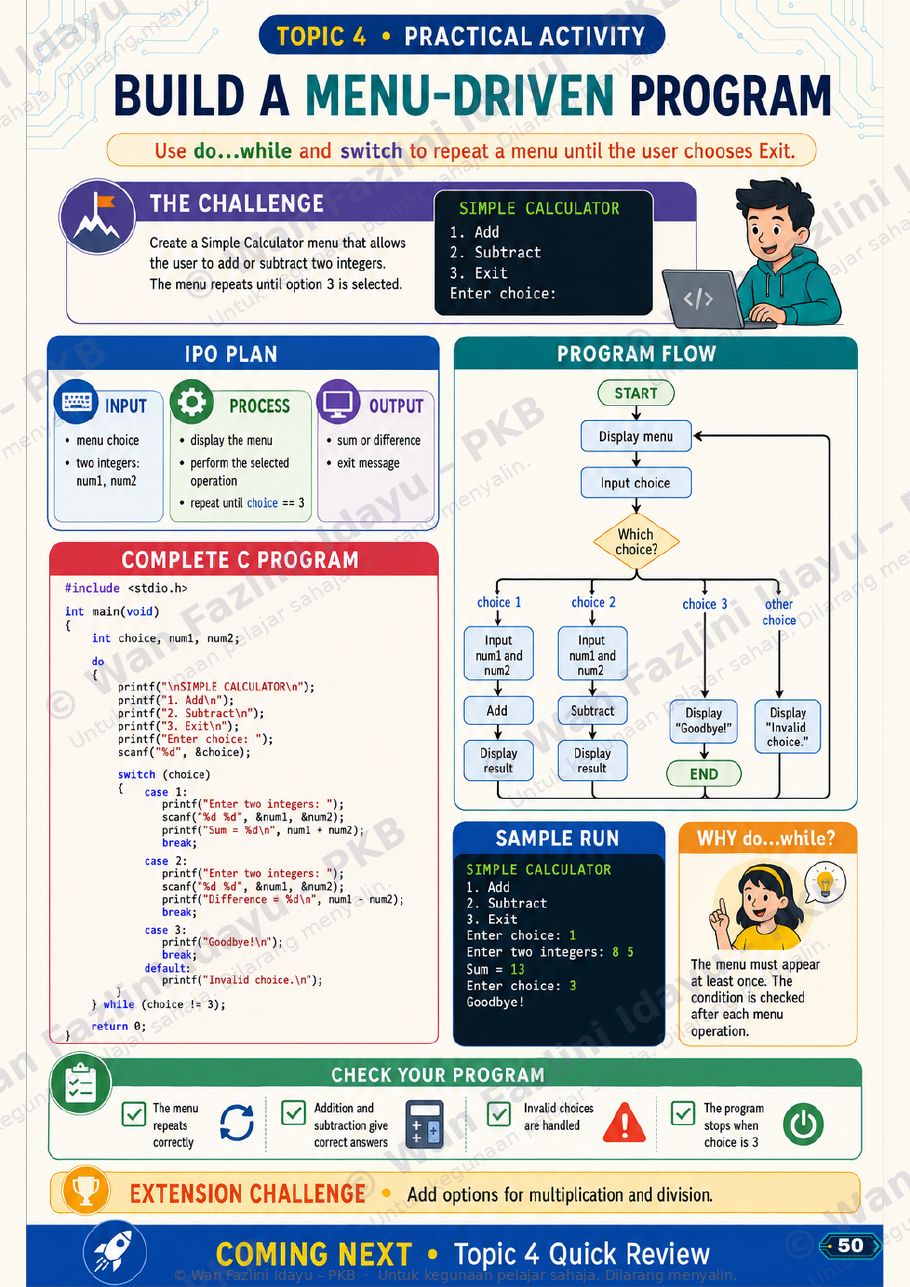 TOPIC 4 • PRACTICAL ACTIVITY
BUILD A MENU-DRIVEN PROGRAM
Use do...while and switch to repeat a menu until the user chooses Exit.
THE CHALLENGE
Create a Simple Calculator menu that allows
the user to add or subtract two integers.
The menu repeats until option 3 is selected.
SIMPLE CALCULATOR
1. Add
2. Subtract
3. Exit
Enter choice:
</>
IPO PLAN
INPUT
• menu choice
• two integers:
num1, num2
PROCESS
• display the menu
• perform the selected
operation
• repeat until choice == 3
OUTPUT
• sum or difference
• exit message
COMPLETE C PROGRAM
#include <stdio.h>
int main(void)
{
int choice, num1, num2;
do
{
printf("\nSIMPLE CALCULATOR\n");
printf("1. Add\n");
printf("2. Subtract\n");
printf("3. Exit\n");
printf("Enter choice: ");
scanf("%d", &choice);
switch (choice)
{
case 1:
printf("Enter two integers: ");
scanf("%d %d", &num1, &num2);
printf("Sum = %d\n", num1 + num2);
break;
case 2:
printf("Enter two integers: ");
scanf("%d %d", &num1, &num2);
printf("Difference = %d\n", num1 - num2);
break;
case 3:
printf("Goodbye!\n");
break;
default:
printf("Invalid choice.\n");
}
} while (choice != 3);
return 0;
}
PROGRAM FLOW
START
Display menu
Input choice
Which
choice?
choice 1
choice 2
choice 3
other
choice
Input
num1 and
num2
Input
num1 and
num2
Add
Subtract
Display
"Goodbye!"
Display
"Invalid
choice."
Display
result
Display
result
END
SAMPLE RUN
SIMPLE CALCULATOR
1. Add
2. Subtract
3. Exit
Enter choice: 1
Enter two integers: 8 5
Sum = 13
Enter choice: 3
Goodbye!
WHY do...while?
The menu must appear
at least once. The
condition is checked
after each menu
operation.
CHECK YOUR PROGRAM
The menu
repeats
correctly
Addition and
subtraction give
correct answers
Invalid choices
are handled
The program
stops when
choice is 3
EXTENSION CHALLENGE • Add options for multiplication and division.
COMING NEXT • Topic 4 Quick Review
50
© Wan Fazlini Idayu – PKB · Untuk kegunaan pelajar sahaja. Dilarang menyalin.
© Wan Fazlini Idayu – PKB
Untuk kegunaan pelajar sahaja. Dilarang menyalin.